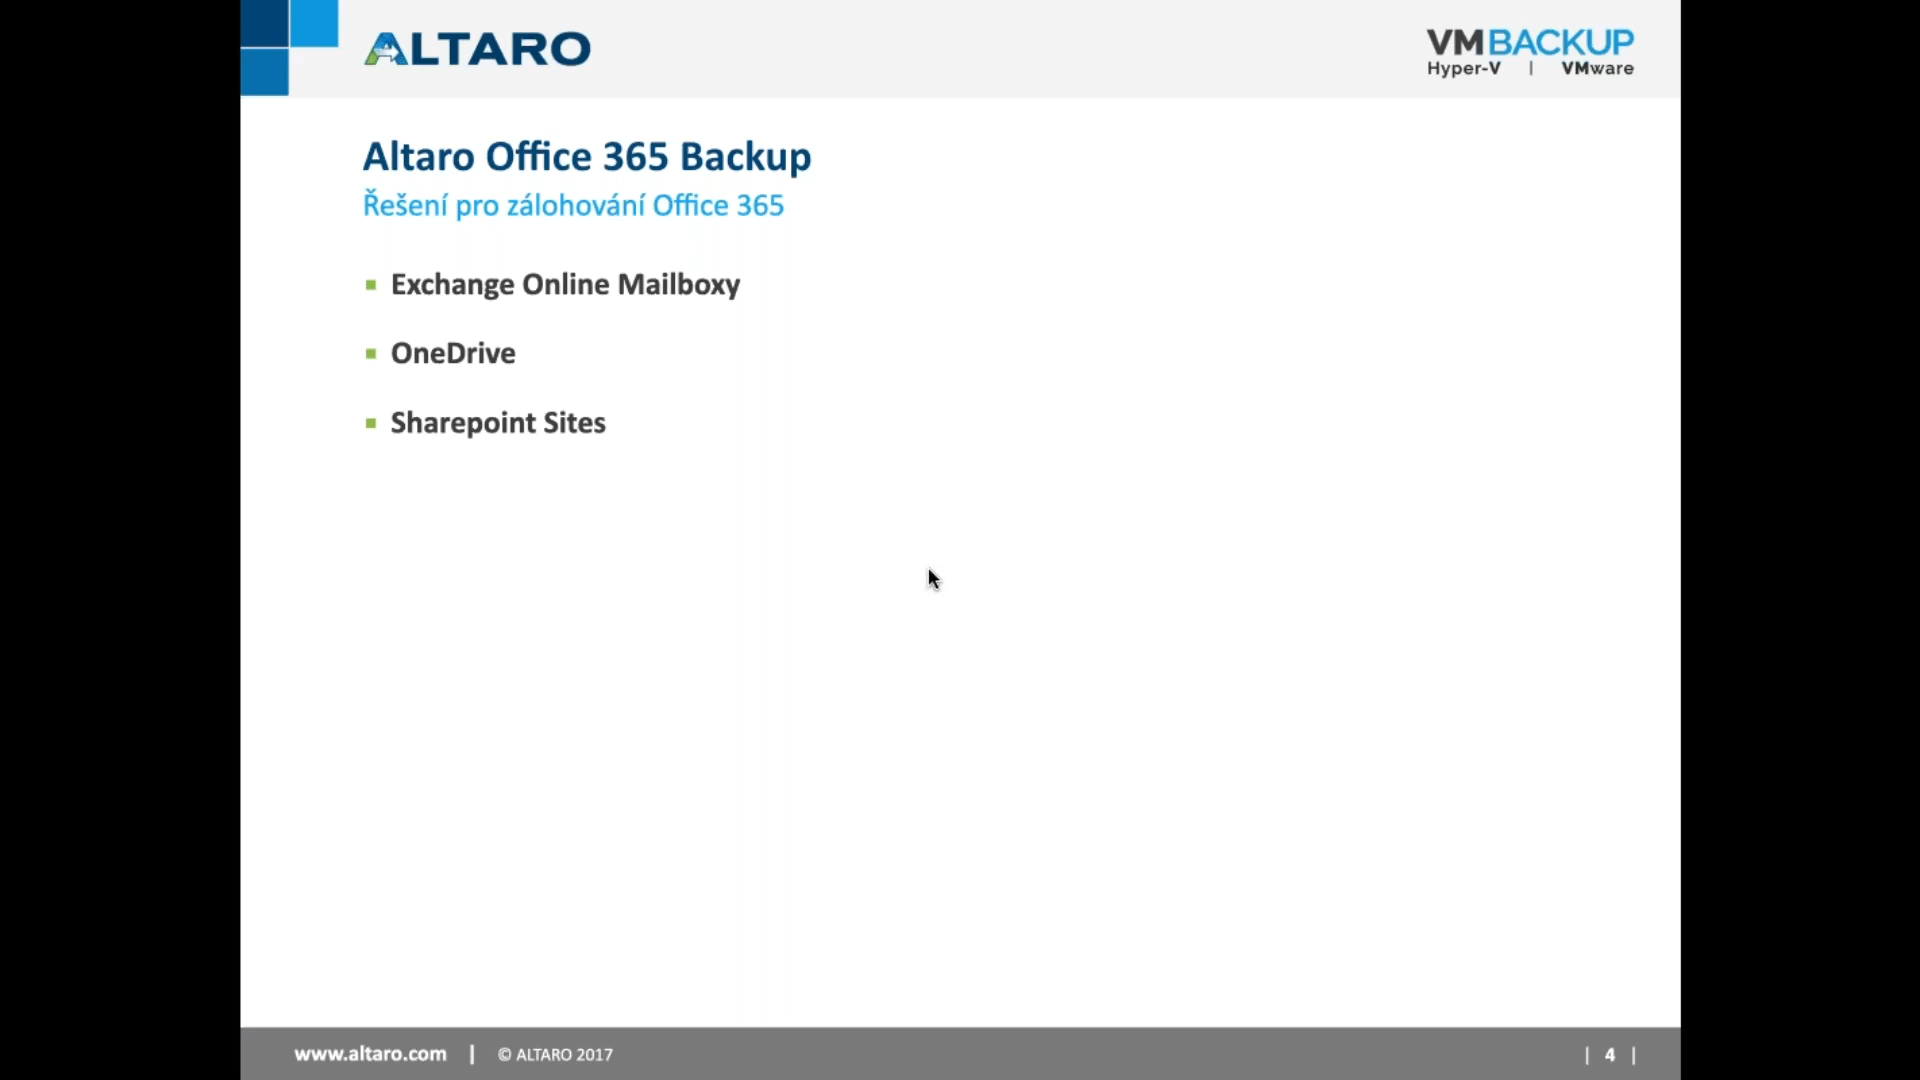 ALTARO
VMBACKUP
Hyper-V | VMware
Altaro Office 365 Backup
Řešení pro zálohování Office 365
▪ Exchange Online Mailboxy
▪ OneDrive
▪ Sharepoint Sites
www.altaro.com | © ALTARO 2017
| 4 |